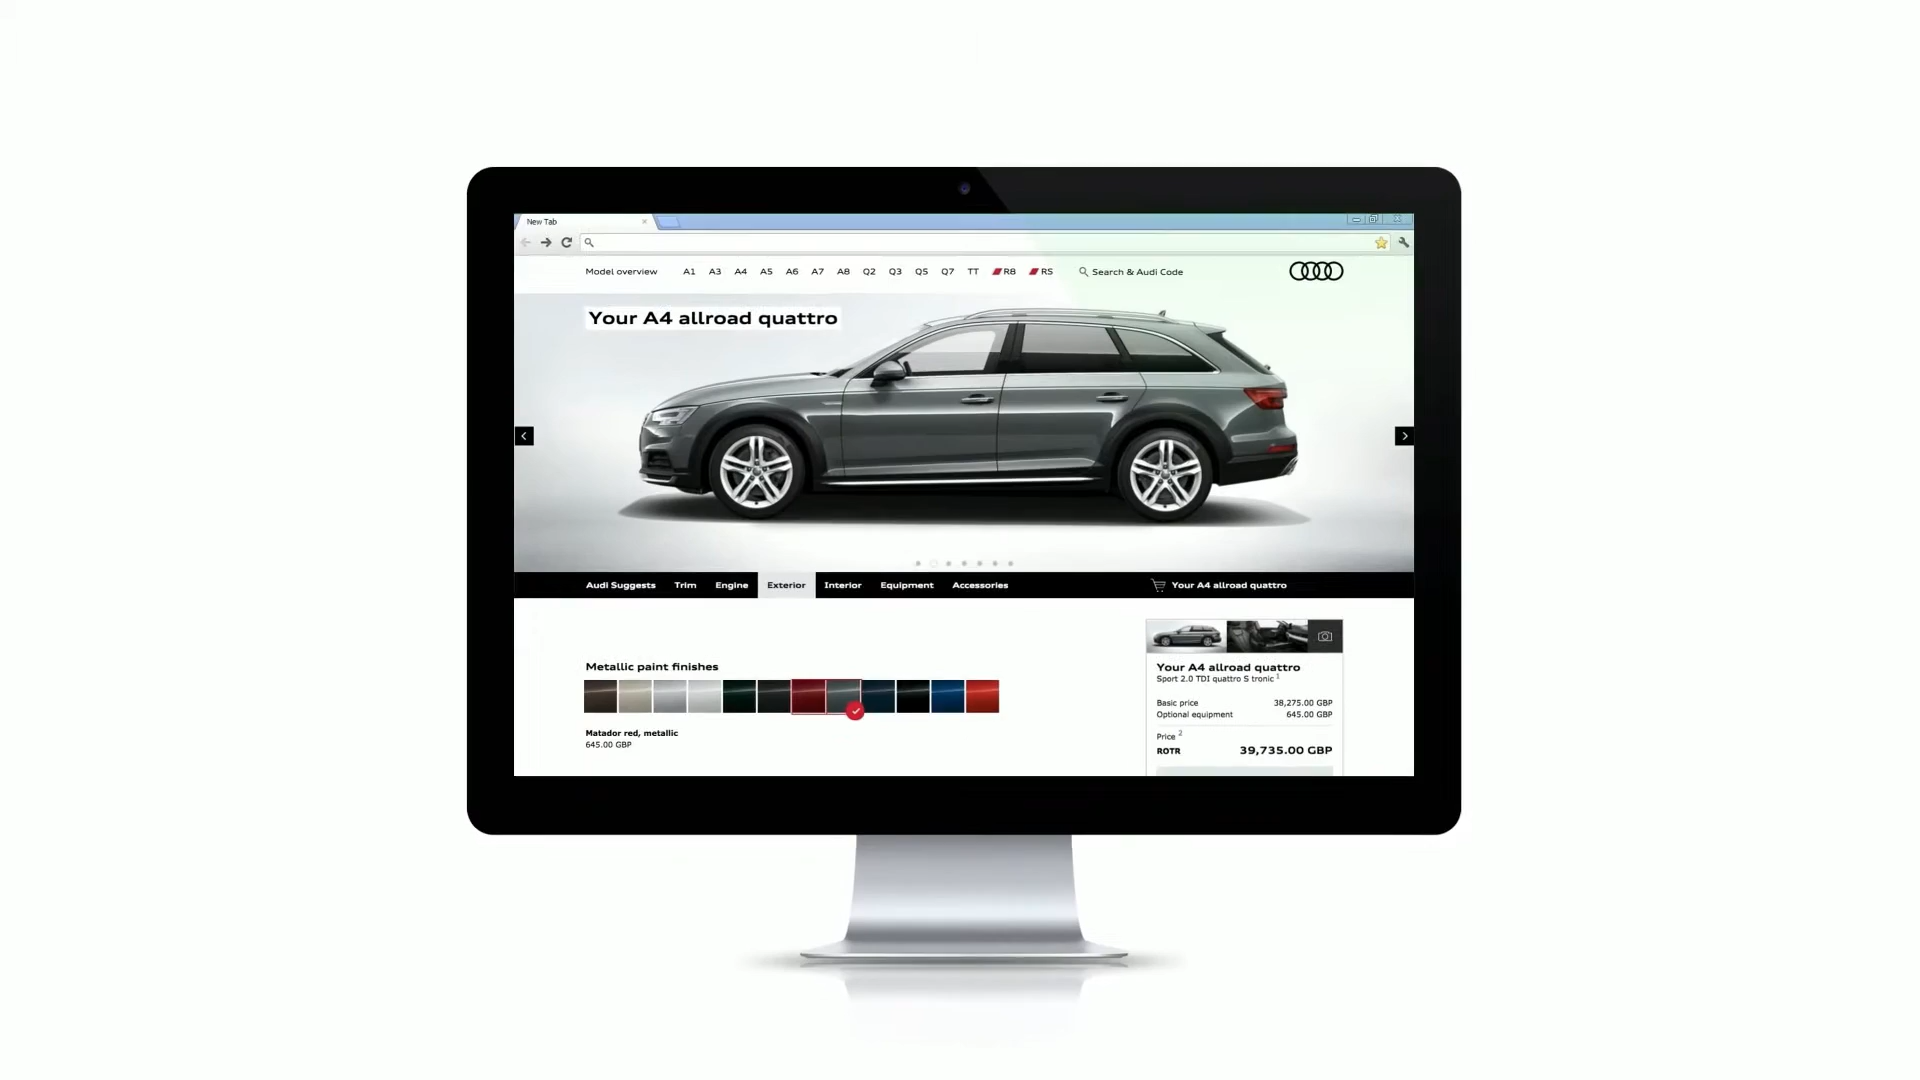 New Tab
Model overview A1 A3 A4 A5 A6 A7 A8 Q2 Q3 Q5 Q7 TT R8 RS Search & Audi Code
Your A4 allroad quattro
Audi Suggests Trim Engine Exterior Interior Equipment Accessories Your A4 allroad quattro
Metallic paint finishes
Matador red, metallic
645.00 GBP
Your A4 allroad quattro
Sport 2.0 TDI quattro S tronic 1
Basic price 38,275.00 GBP
Optional equipment 645.00 GBP
Price 2
ROTR 39,735.00 GBP